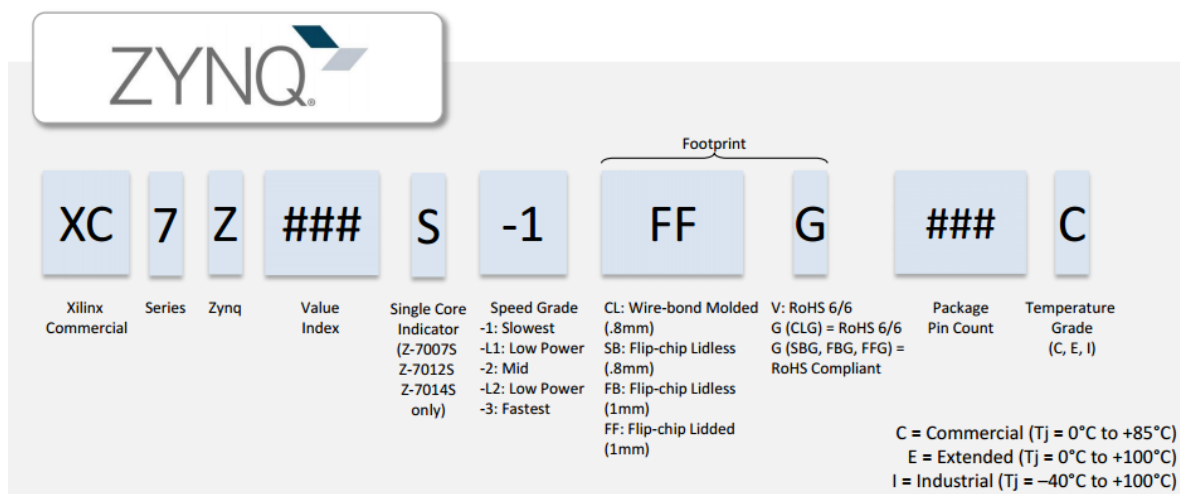 ZYNQ®
Footprint
XC 7 Z ### S -1 FF G ### C
Xilinx
Commercial
Series
Zynq
Value
Index
Single Core
Indicator
(Z-7007S
Z-7012S
Z-7014S
only)
Speed Grade
-1: Slowest
-L1: Low Power
-2: Mid
-L2: Low Power
-3: Fastest
CL: Wire-bond Molded
(.8mm)
SB: Flip-chip Lidless
(.8mm)
FB: Flip-chip Lidless
(1mm)
FF: Flip-chip Lidded
(1mm)
V: RoHS 6/6
G (CLG) = RoHS 6/6
G (SBG, FBG, FFG) =
RoHS Compliant
Package
Pin Count
Temperature
Grade
(C, E, I)
C = Commercial (Tj = 0°C to +85°C)
E = Extended (Tj = 0°C to +100°C)
I = Industrial (Tj = –40°C to +100°C)